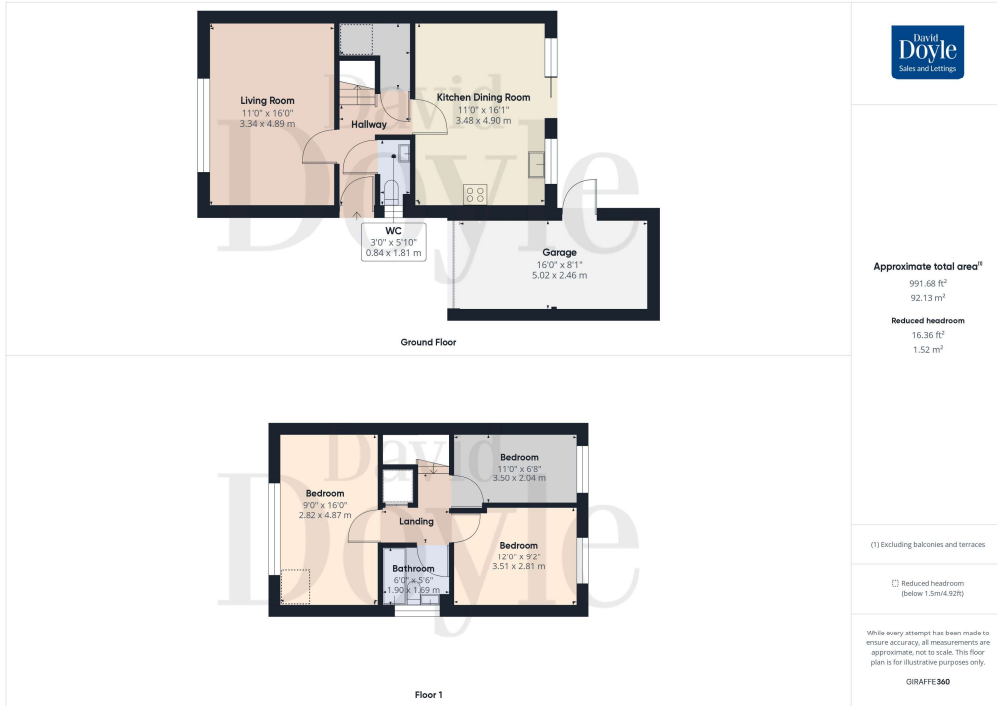 Living Room
11'0" x 16'0"
3.34 x 4.89 m
Hallway
Kitchen Dining Room
11'0" x 16'1"
3.48 x 4.90 m
WC
3'0" x 5'10"
0.84 x 1.81 m
Garage
16'0" x 8'1"
5.02 x 2.46 m
Ground Floor
David
Doyle
Bedroom
9'0" x 16'0"
2.82 x 4.87 m
Landing
Bathroom
6'0" x 5'6"
1.90 x 1.69 m
Bedroom
11'0" x 6'8"
3.50 x 2.04 m
Bedroom
12'0" x 9'2"
3.51 x 2.81 m
Floor 1
David
Doyle
David
Doyle
Sales and Lettings
Approximate total area(1)
991.68 ft²
92.13 m²
Reduced headroom
16.36 ft²
1.52 m²
(1) Excluding balconies and terraces
Reduced headroom
(below 1.5m/4.92ft)
While every attempt has been made to
ensure accuracy, all measurements are
approximate, not to scale. This floor
plan is for illustrative purposes only.
GIRAFFE360